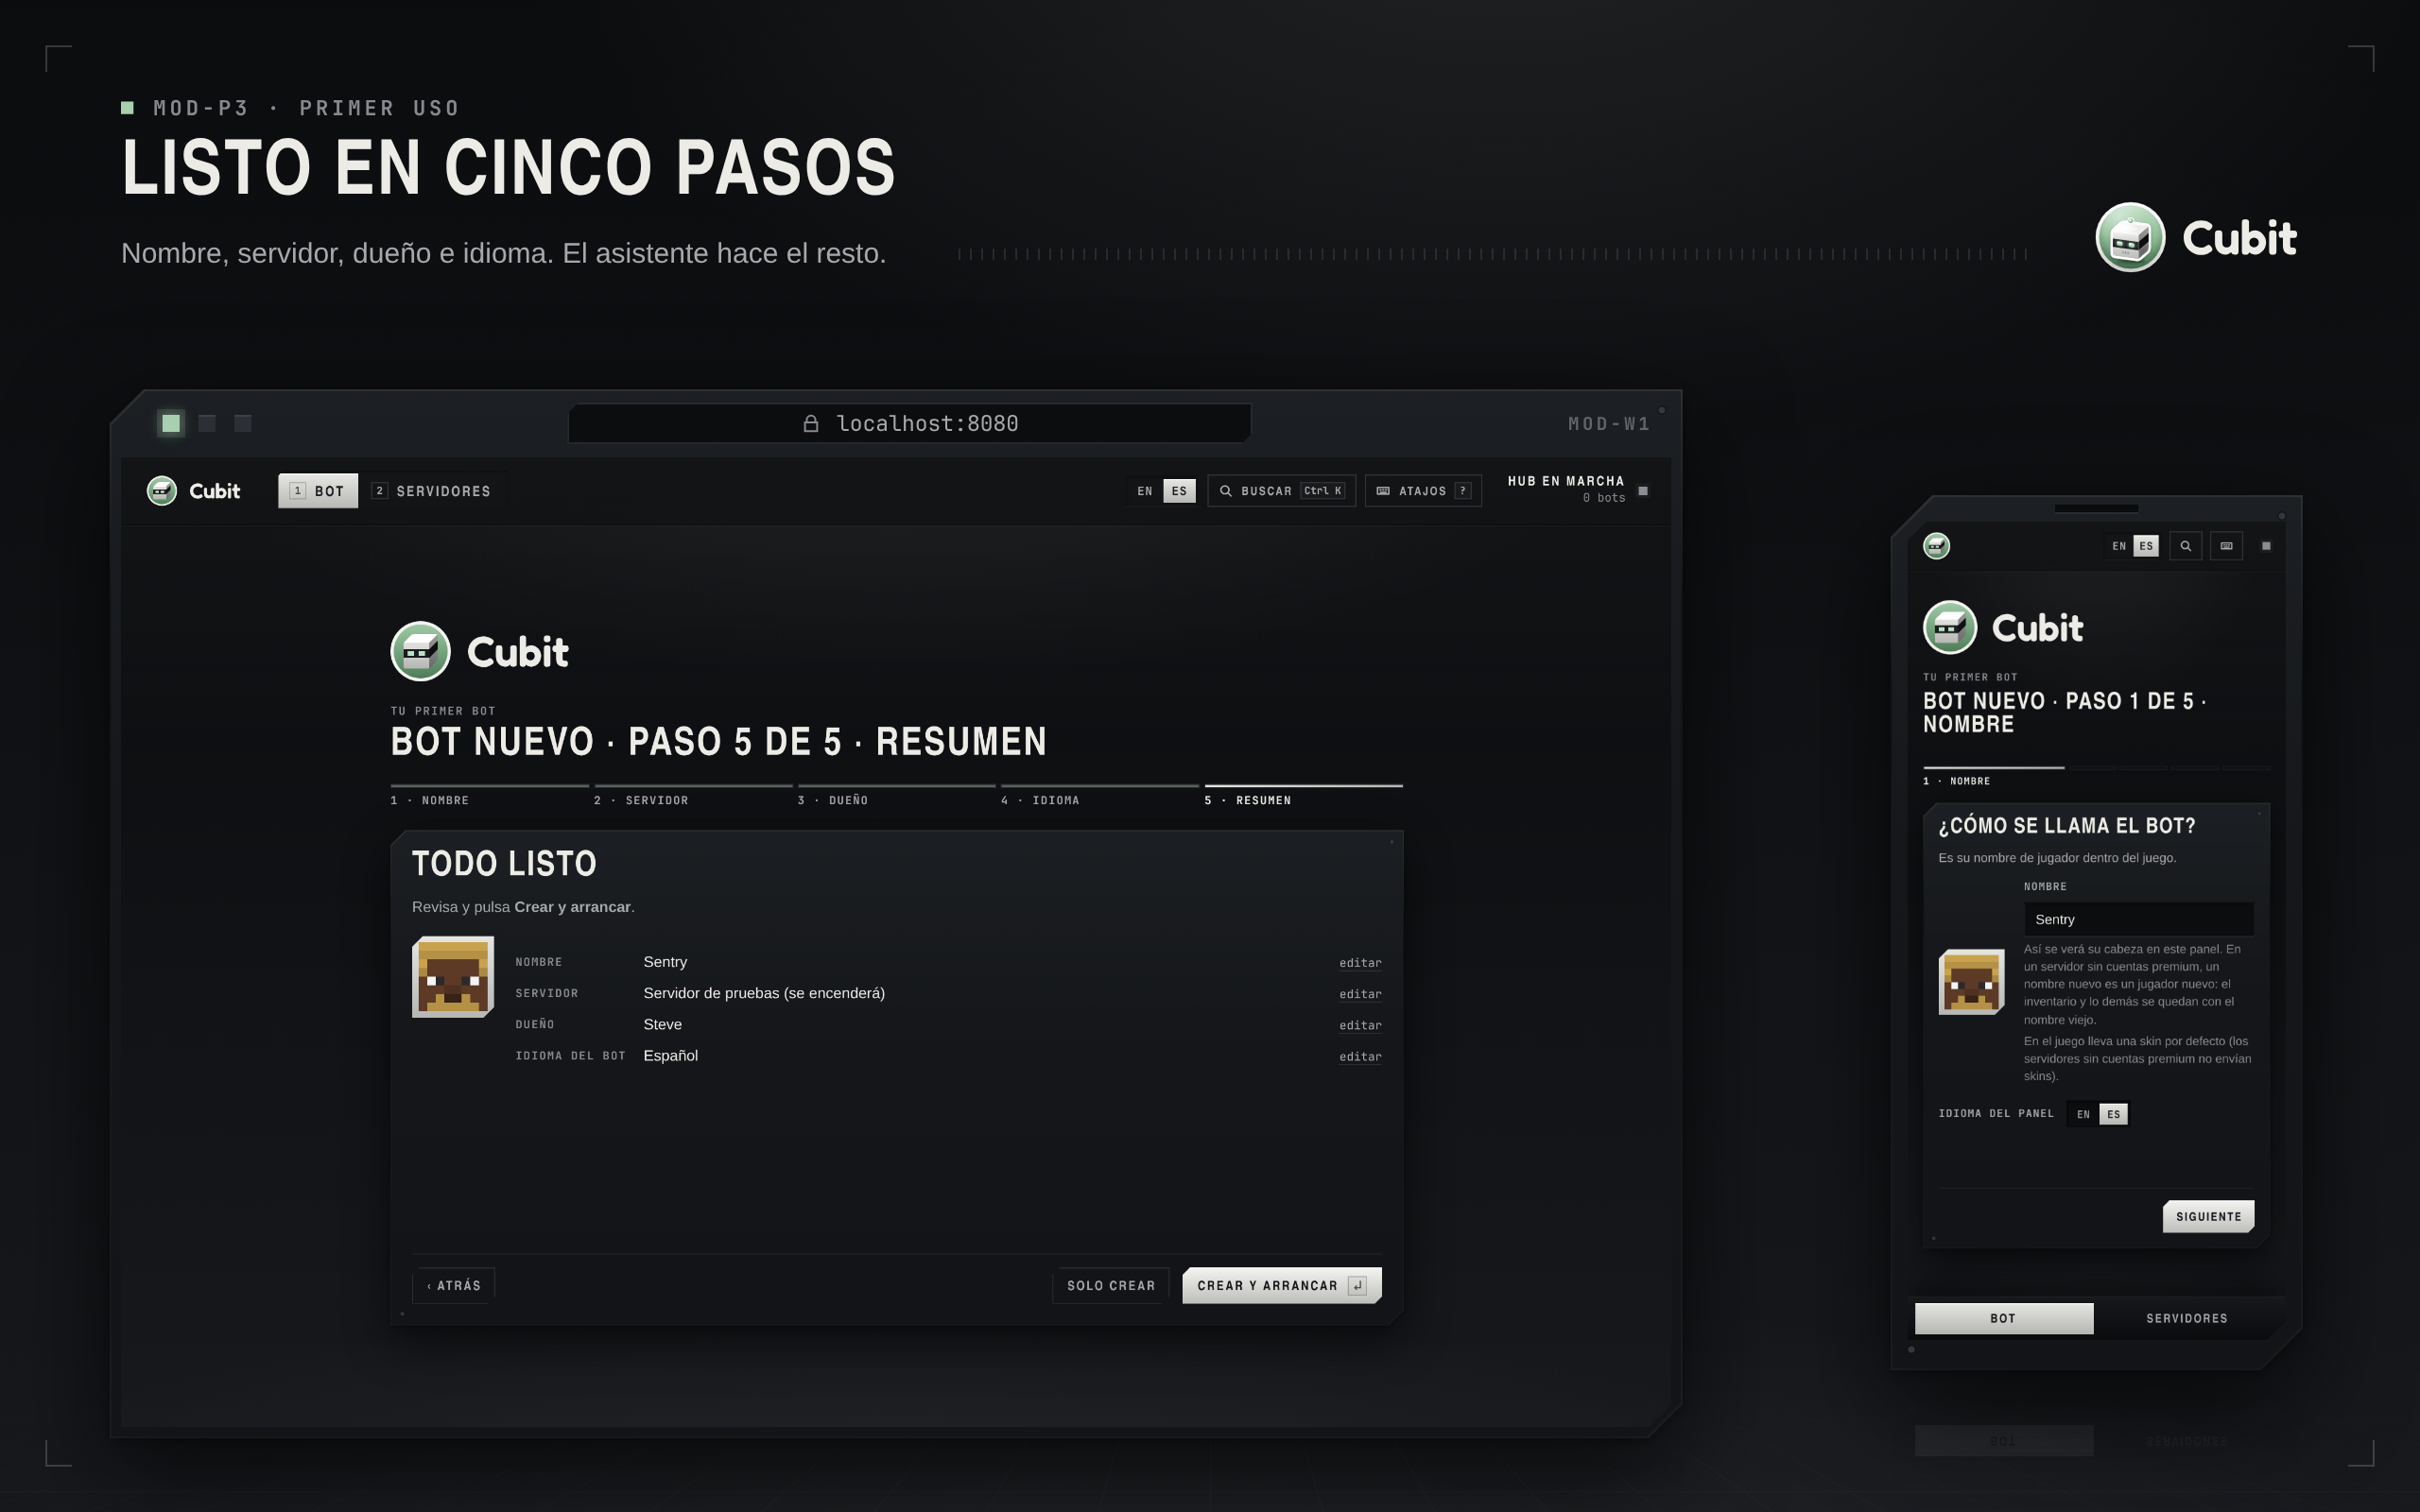 MOD-P3 · PRIMER USO
LISTO EN CINCO PASOS
Nombre, servidor, dueño e idioma. El asistente hace el resto.
Cubit
localhost:8080
MOD-W1
Cubit
1 BOT
2 SERVIDORES
EN ES
BUSCAR Ctrl K
ATAJOS ?
HUB EN MARCHA
0 bots
Cubit
TU PRIMER BOT
BOT NUEVO · PASO 5 DE 5 · RESUMEN
1 · NOMBRE
2 · SERVIDOR
3 · DUEÑO
4 · IDIOMA
5 · RESUMEN
TODO LISTO
Revisa y pulsa Crear y arrancar.
NOMBRE Sentry editar
SERVIDOR Servidor de pruebas (se encenderá) editar
DUEÑO Steve editar
IDIOMA DEL BOT Español editar
‹ ATRÁS
SOLO CREAR
CREAR Y ARRANCAR ↵
EN ES
Cubit
TU PRIMER BOT
BOT NUEVO · PASO 1 DE 5 ·
NOMBRE
1 · NOMBRE
¿CÓMO SE LLAMA EL BOT?
Es su nombre de jugador dentro del juego.
NOMBRE
Sentry
Así se verá su cabeza en este panel. En
un servidor sin cuentas premium, un
nombre nuevo es un jugador nuevo: el
inventario y lo demás se quedan con el
nombre viejo.
En el juego lleva una skin por defecto (los
servidores sin cuentas premium no envían
skins).
IDIOMA DEL PANEL EN ES
SIGUIENTE
BOT
SERVIDORES
BOT
SERVIDORES